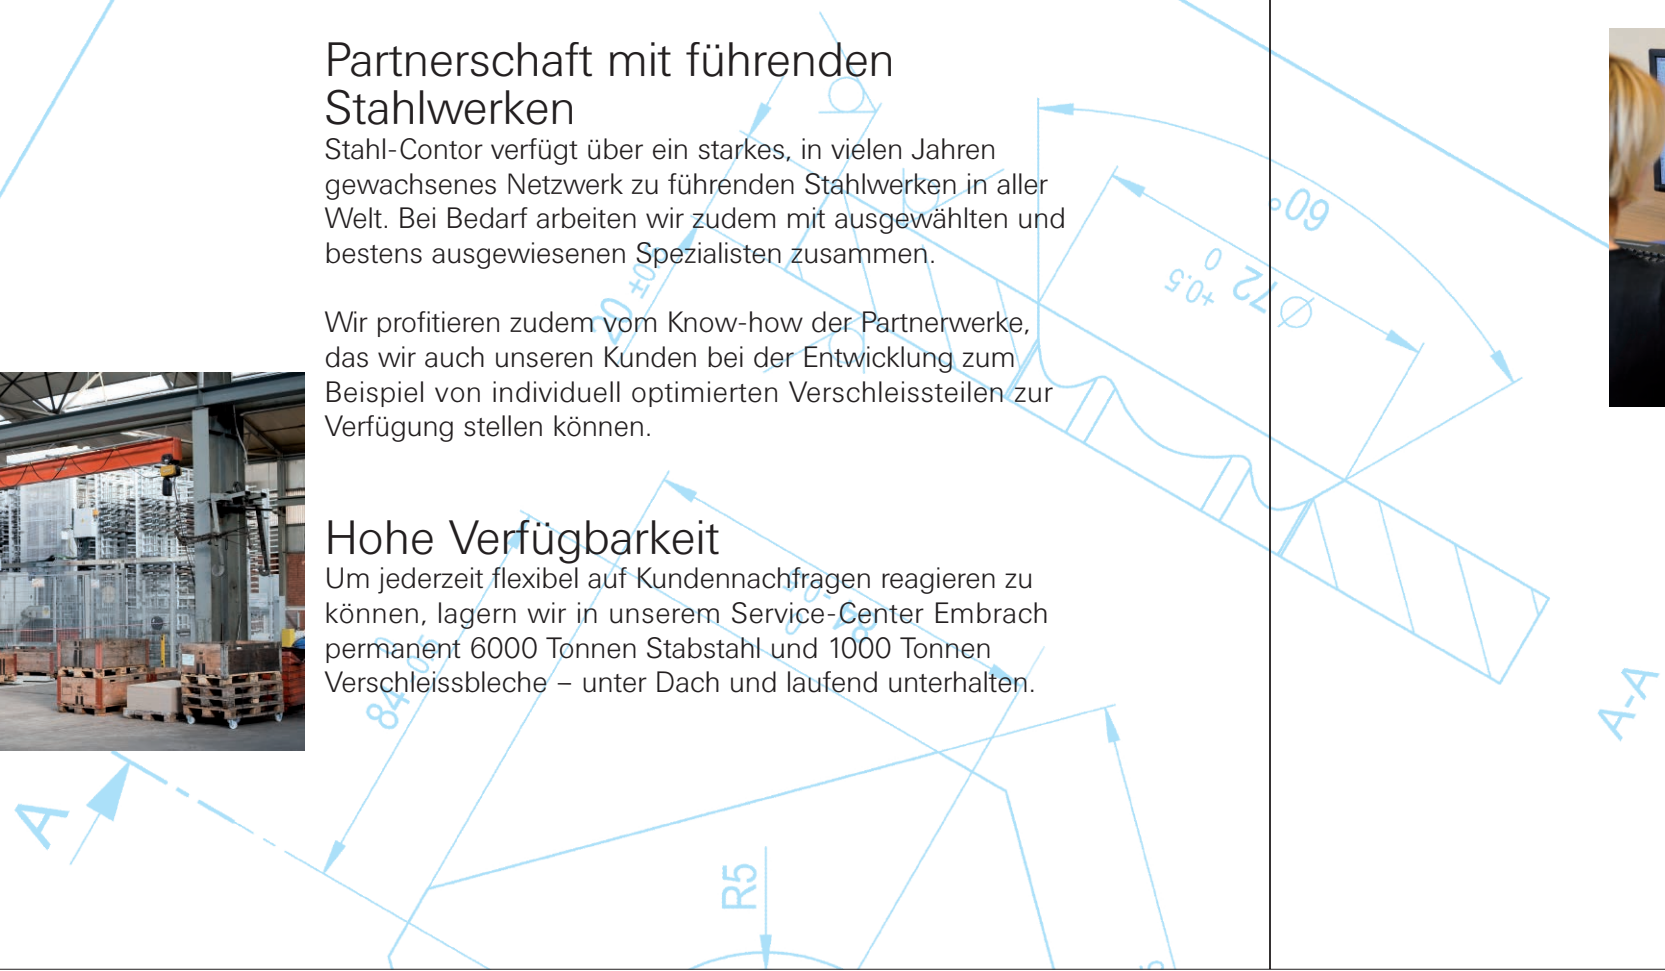 Partnerschaft mit führenden
Stahlwerken
Stahl-Contor verfügt über ein starkes, in vielen Jahren
gewachsenes Netzwerk zu führenden Stahlwerken in aller
Welt. Bei Bedarf arbeiten wir zudem mit ausgewählten und
bestens ausgewiesenen Spezialisten zusammen.
Wir profitieren zudem vom Know-how der Partnerwerke,
das wir auch unseren Kunden bei der Entwicklung zum
Beispiel von individuell optimierten Verschleissteilen zur
Verfügung stellen können.
Hohe Verfügbarkeit
Um jederzeit flexibel auf Kundennachfragen reagieren zu
können, lagern wir in unserem Service-Center Embrach
permanent 6000 Tonnen Stabstahl und 1000 Tonnen
Verschleissbleche – unter Dach und laufend unterhalten.
60°
Ø 72 +0.5 0
A-A
A
R5